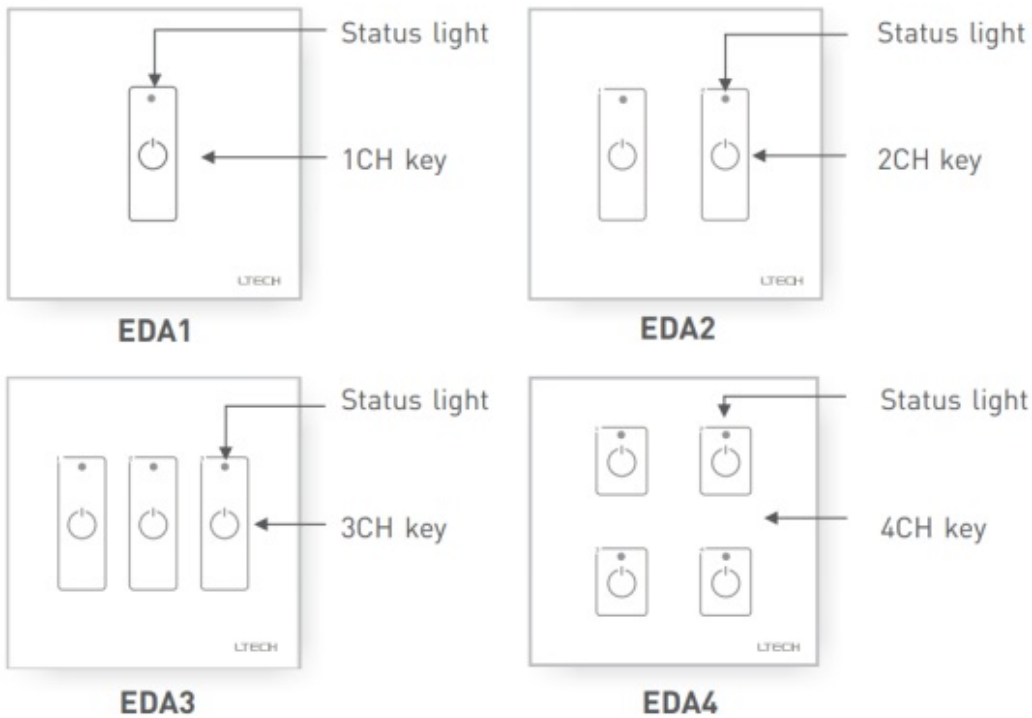 Status light
1CH key
LTECH
EDA1
Status light
2CH key
LTECH
EDA2
Status light
3CH key
LTECH
EDA3
Status light
4CH key
LTECH
EDA4